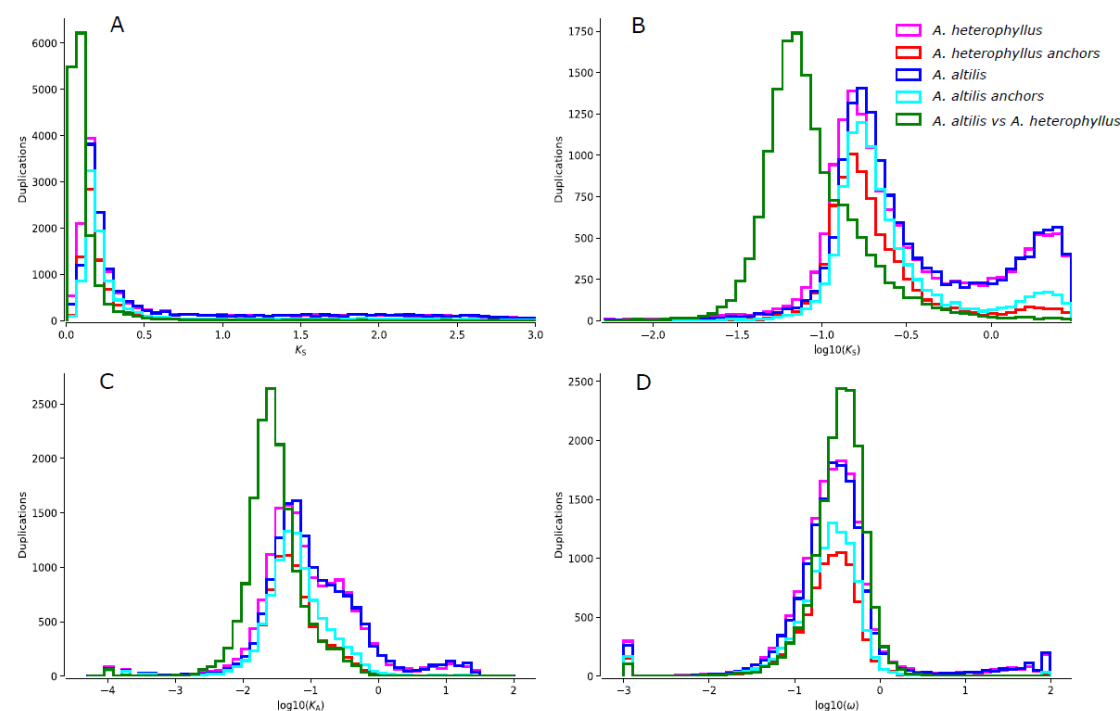 A
6000
5000
4000
3000
2000
1000
0
Duplications
0.0 0.5 1.0 1.5 2.0 2.5 3.0
K_S
B
1750
1500
1250
1000
750
500
250
0
Duplications
−2.0 −1.5 −1.0 −0.5 0.0
log10(K_S)
A. heterophyllus
A. heterophyllus anchors
A. altilis
A. altilis anchors
A. altilis vs A. heterophyllus
C
2500
2000
1500
1000
500
0
Duplications
−4 −3 −2 −1 0 1 2
log10(K_A)
D
2500
2000
1500
1000
500
0
Duplications
−3 −2 −1 0 1 2
log10(ω)